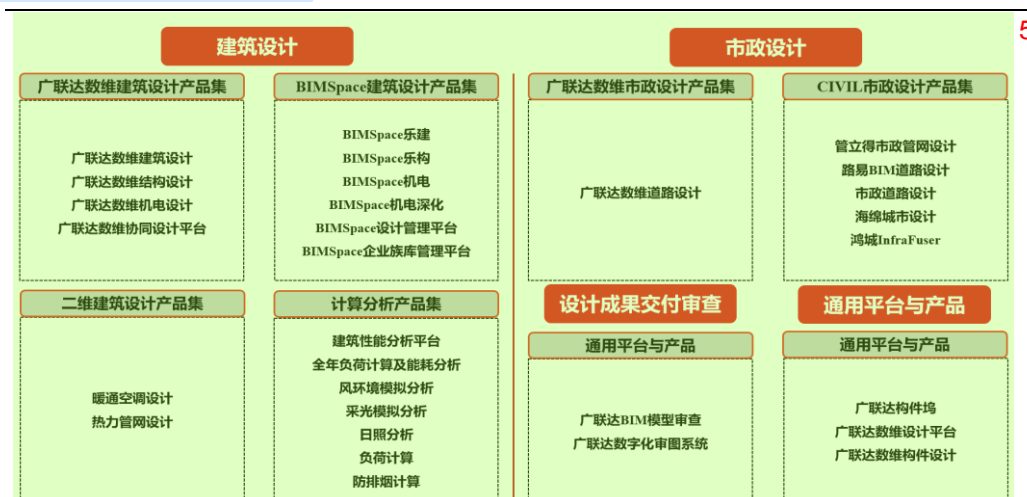 5
建筑设计
市政设计
广联达数维建筑设计产品集
BIMSpace建筑设计产品集
广联达数维市政设计产品集
CIVIL市政设计产品集
广联达数维建筑设计
广联达数维结构设计
广联达数维机电设计
广联达数维协同设计平台
BIMSpace乐建
BIMSpace乐构
BIMSpace机电
BIMSpace机电深化
BIMSpace设计管理平台
BIMSpace企业族库管理平台
广联达数维道路设计
管立得市政管网设计
路易BIM道路设计
市政道路设计
海绵城市设计
鸿城InfraFuser
二维建筑设计产品集
计算分析产品集
设计成果交付审查
通用平台与产品
通用平台与产品
通用平台与产品
暖通空调设计
热力管网设计
建筑性能分析平台
全年负荷计算及能耗分析
风环境模拟分析
采光模拟分析
日照分析
负荷计算
防排烟计算
广联达BIM模型审查
广联达数字化审图系统
广联达构件坞
广联达数维设计平台
广联达数维构件设计